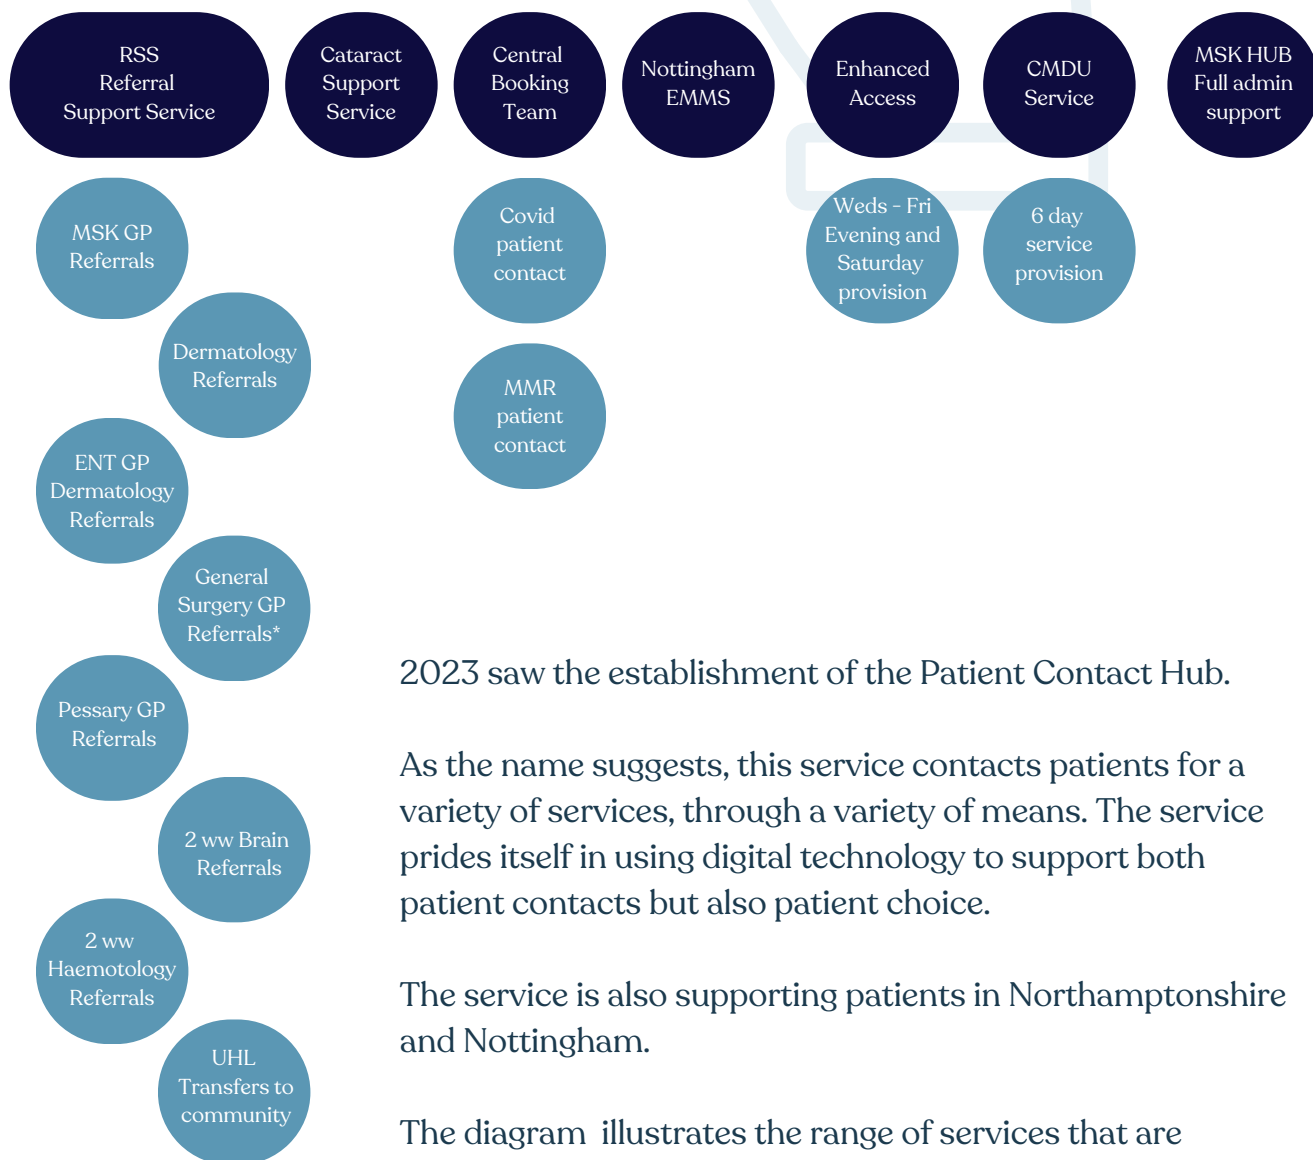 RSS
Referral
Support Service
Cataract
Support
Service
Central
Booking
Team
Nottingham
EMMS
Enhanced
Access
CMDU
Service
MSK HUB
Full admin
support
MSK GP
Referrals
Dermatology
Referrals
ENT GP
Dermatology
Referrals
General
Surgery GP
Referrals*
Pessary GP
Referrals
2 ww Brain
Referrals
2 ww
Haemotology
Referrals
UHL
Transfers to
community
Covid
patient
contact
MMR
patient
contact
Weds - Fri
Evening and
Saturday
provision
6 day
service
provision
2023 saw the establishment of the Patient Contact Hub.
As the name suggests, this service contacts patients for a
variety of services, through a variety of means. The service
prides itself in using digital technology to support both
patient contacts but also patient choice.
The service is also supporting patients in Northamptonshire
and Nottingham.
The diagram illustrates the range of services that are